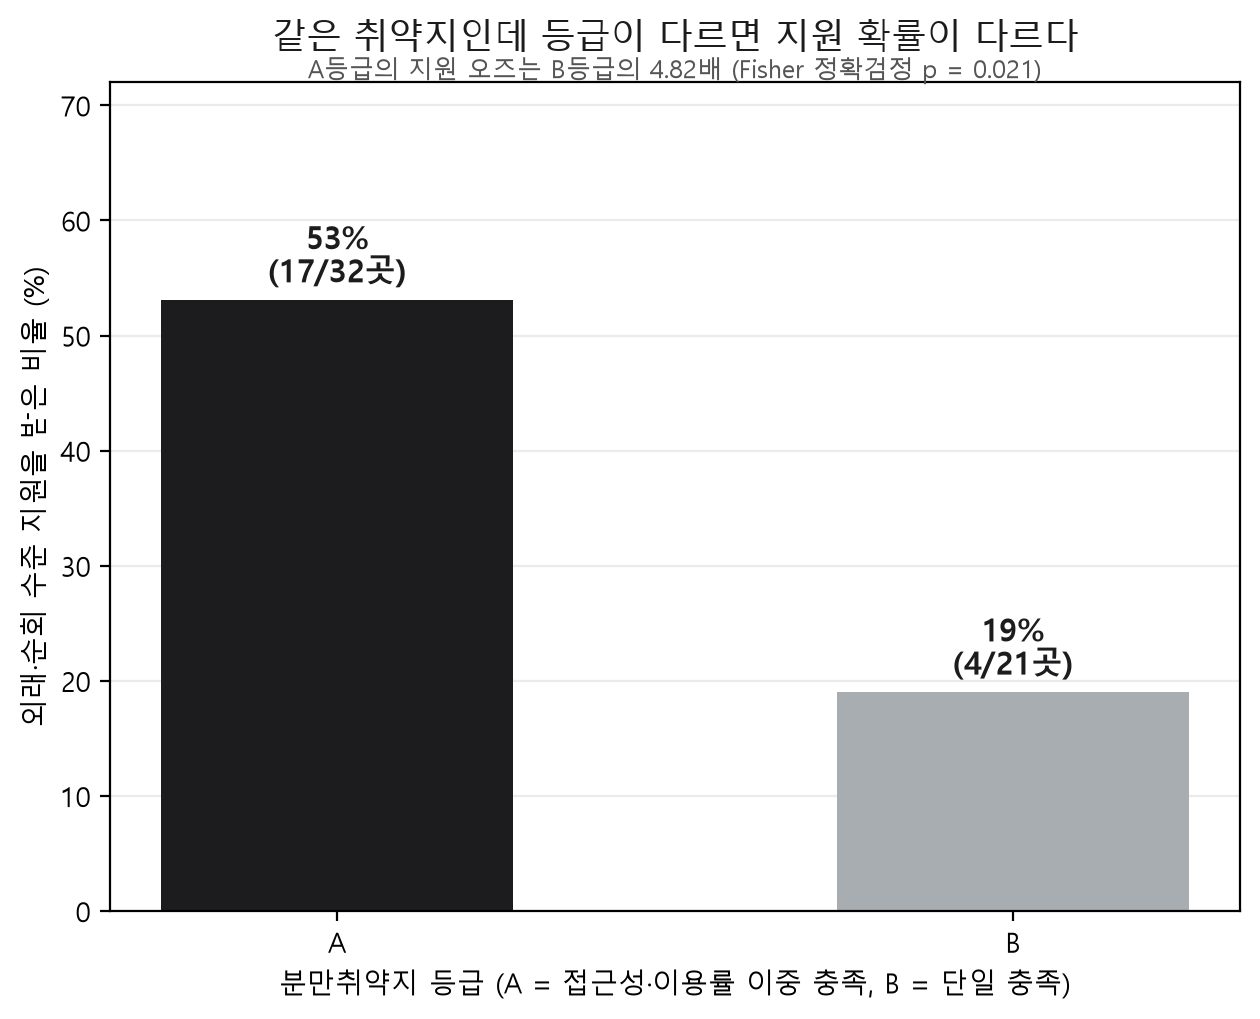 같은 취약지인데 등급이 다르면 지원 확률이 다르다
A등급의 지원 오즈는 B등급의 4.82배 (Fisher 정확검정 p = 0.021)
외래·순회 수준 지원을 받은 비율 (%)
70
60
50
40
30
20
10
0
53%
(17/32곳)
19%
(4/21곳)
A
B
분만취약지 등급 (A = 접근성·이용률 이중 충족, B = 단일 충족)